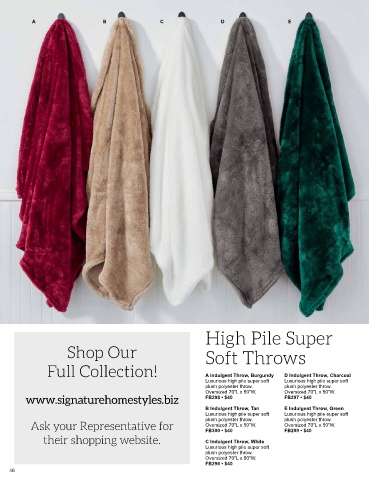 A B C D E
High Pile Super
Soft Throws
Shop Our
Full Collection!
www.signaturehomestyles.biz
Ask your Representative for
their shopping website.
A Indulgent Throw, Burgundy
Luxurious high pile super soft
plush polyester throw.
Oversized 70"L x 50"W.
FB298 • $40
B Indulgent Throw, Tan
Luxurious high pile super soft
plush polyester throw.
Oversized 70"L x 50"W.
FB300 • $40
C Indulgent Throw, White
Luxurious high pile super soft
plush polyester throw.
Oversized 70"L x 50"W.
FB296 • $40
D Indulgent Throw, Charcoal
Luxurious high pile super soft
plush polyester throw.
Oversized 70"L x 50"W.
FB297 • $40
E Indulgent Throw, Green
Luxurious high pile super soft
plush polyester throw.
Oversized 70"L x 50"W.
FB299 • $40